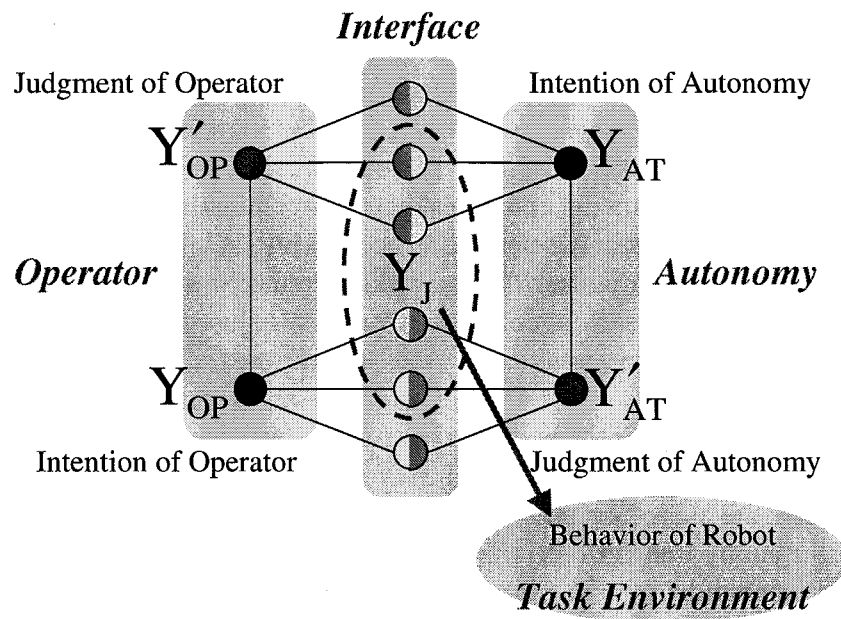 Interface
Judgment of Operator
Intention of Autonomy
Y′OP
YAT
Operator
YJ
Autonomy
YOP
Y′AT
Intention of Operator
Judgment of Autonomy
Behavior of Robot
Task Environment